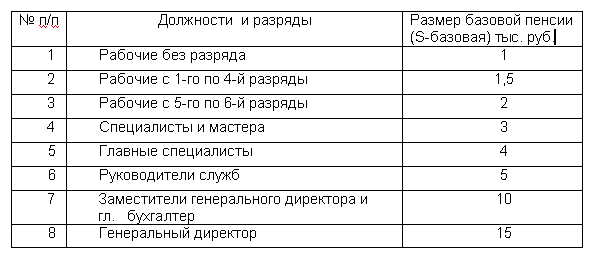 № п/п Должности и разряды Размер базовой пенсии
(S-базовая) тыс. руб.
1 Рабочие без разряда 1
2 Рабочие с 1-го по 4-й разряды 1,5
3 Рабочие с 5-го по 6-й разряды 2
4 Специалисты и мастера 3
5 Главные специалисты 4
6 Руководители служб 5
7 Заместители генерального директора и 10
гл. бухгалтер
8 Генеральный директор 15